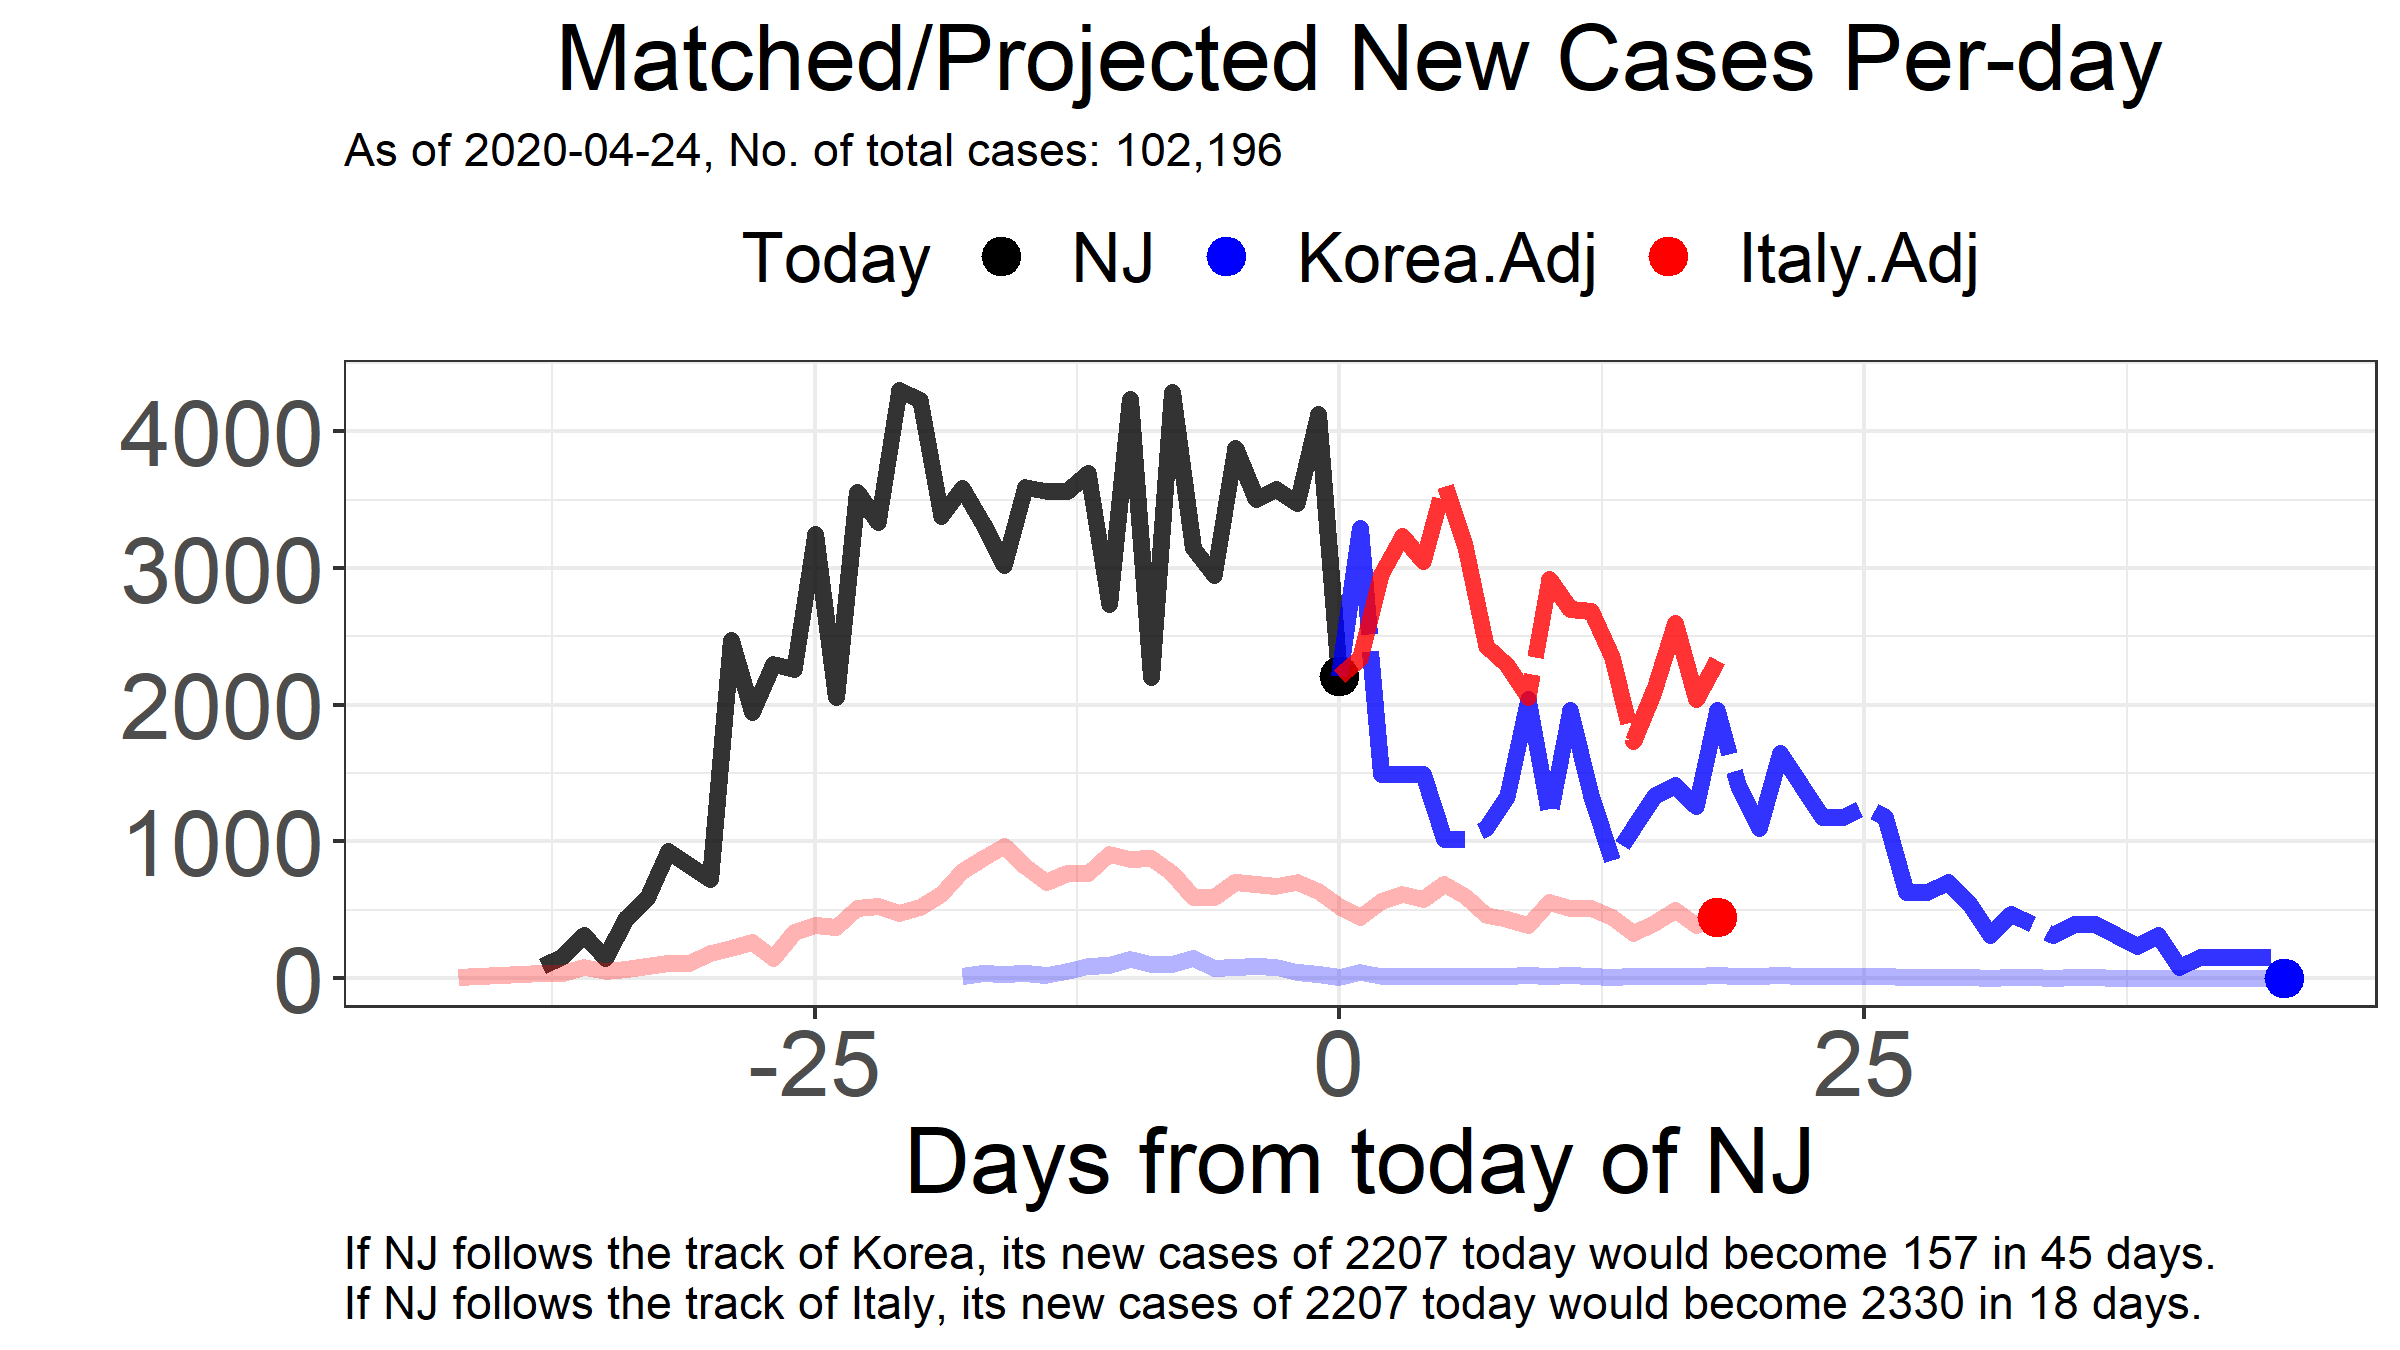 Matched/Projected New Cases Per-day
As of 2020-04-24, No. of total cases: 102,196
Today NJ Korea.Adj Italy.Adj
4000
3000
2000
1000
0
-25 0 25
Days from today of NJ
If NJ follows the track of Korea, its new cases of 2207 today would become 157 in 45 days.
If NJ follows the track of Italy, its new cases of 2207 today would become 2330 in 18 days.